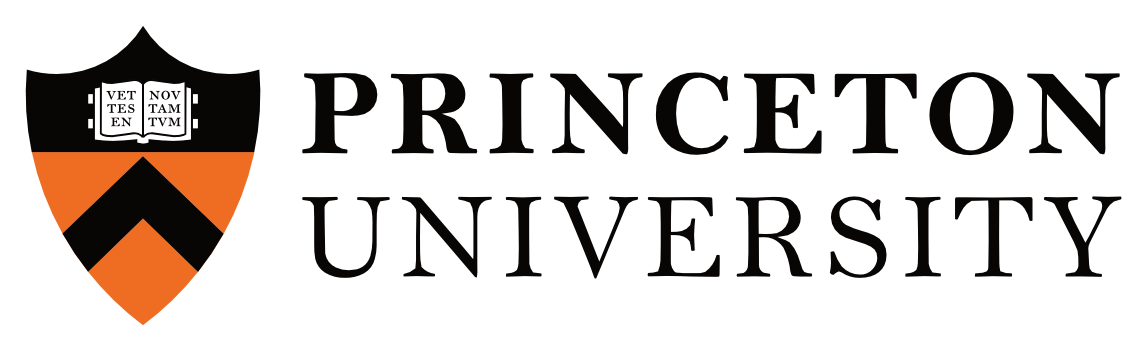 VET NOV
TES TAM
EN TVM
PRINCETON
UNIVERSITY